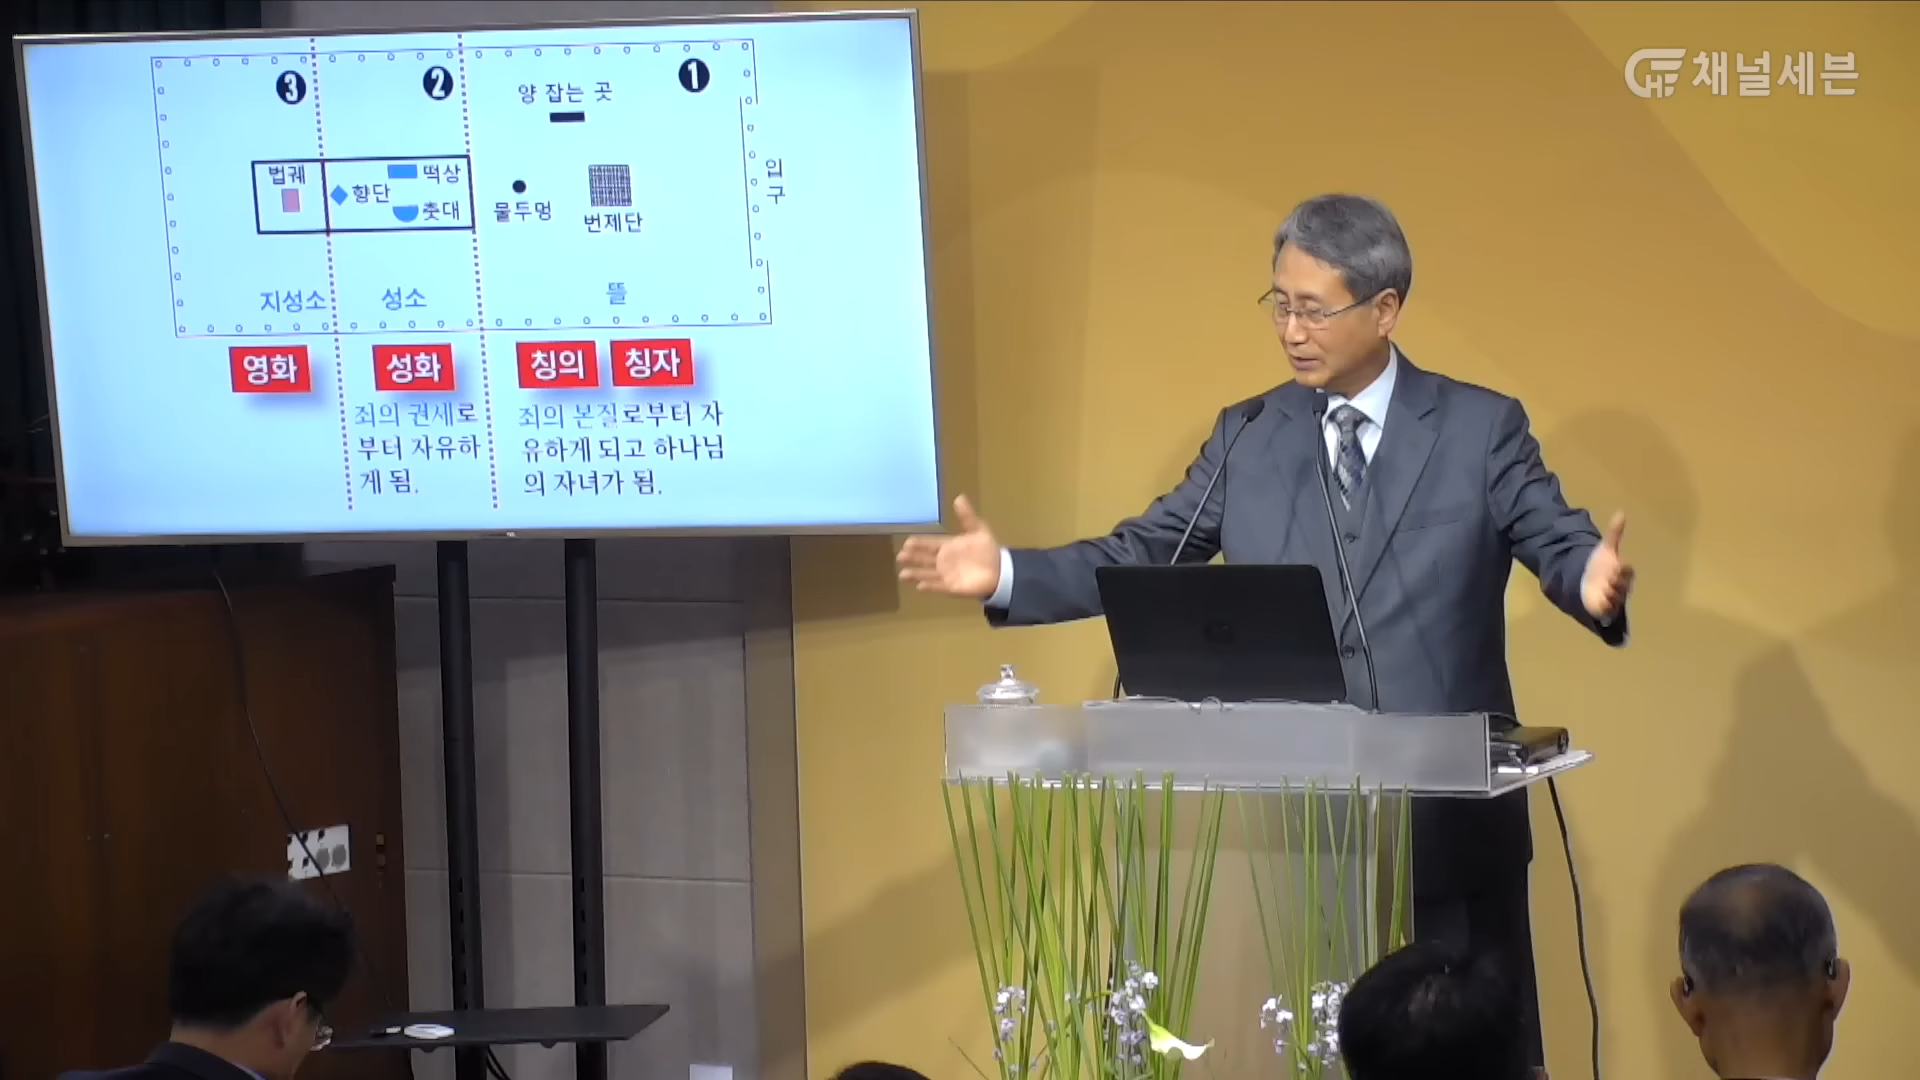 채널세븐
3
2
1
양 잡는 곳
법궤
향단
떡상
촛대
물두멍
번제단
입구
지성소
성소
뜰
영화
성화
칭의
칭자
죄의 권세로
부터 자유하
게 됨.
죄의 본질로부터 자
유하게 되고 하나님
의 자녀가 됨.